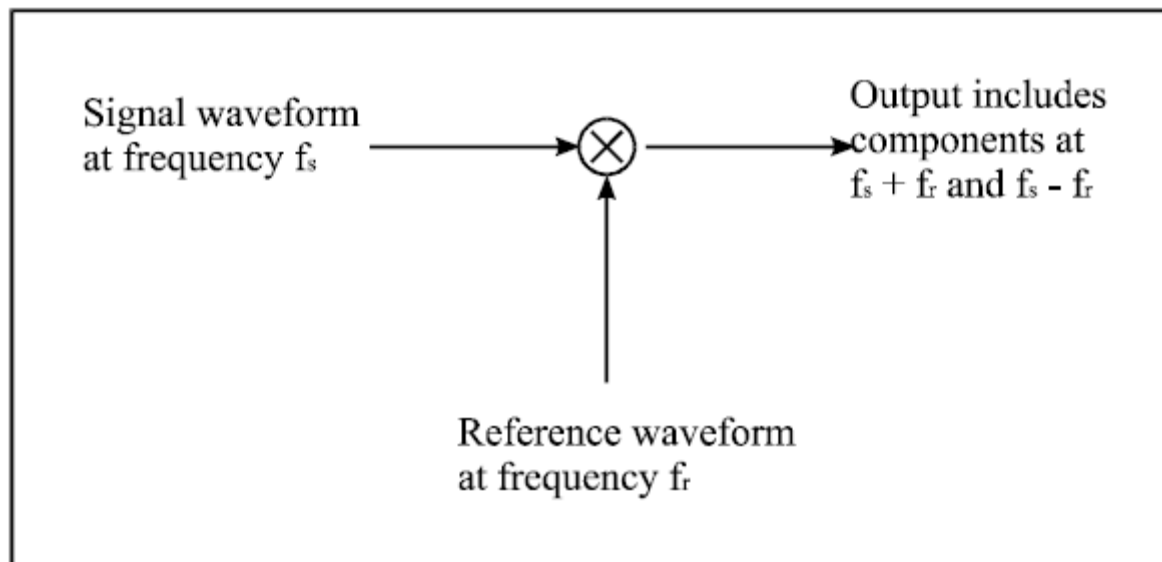 Signal waveform
at frequency fs
Output includes
components at
fs + fr and fs - fr
Reference waveform
at frequency fr